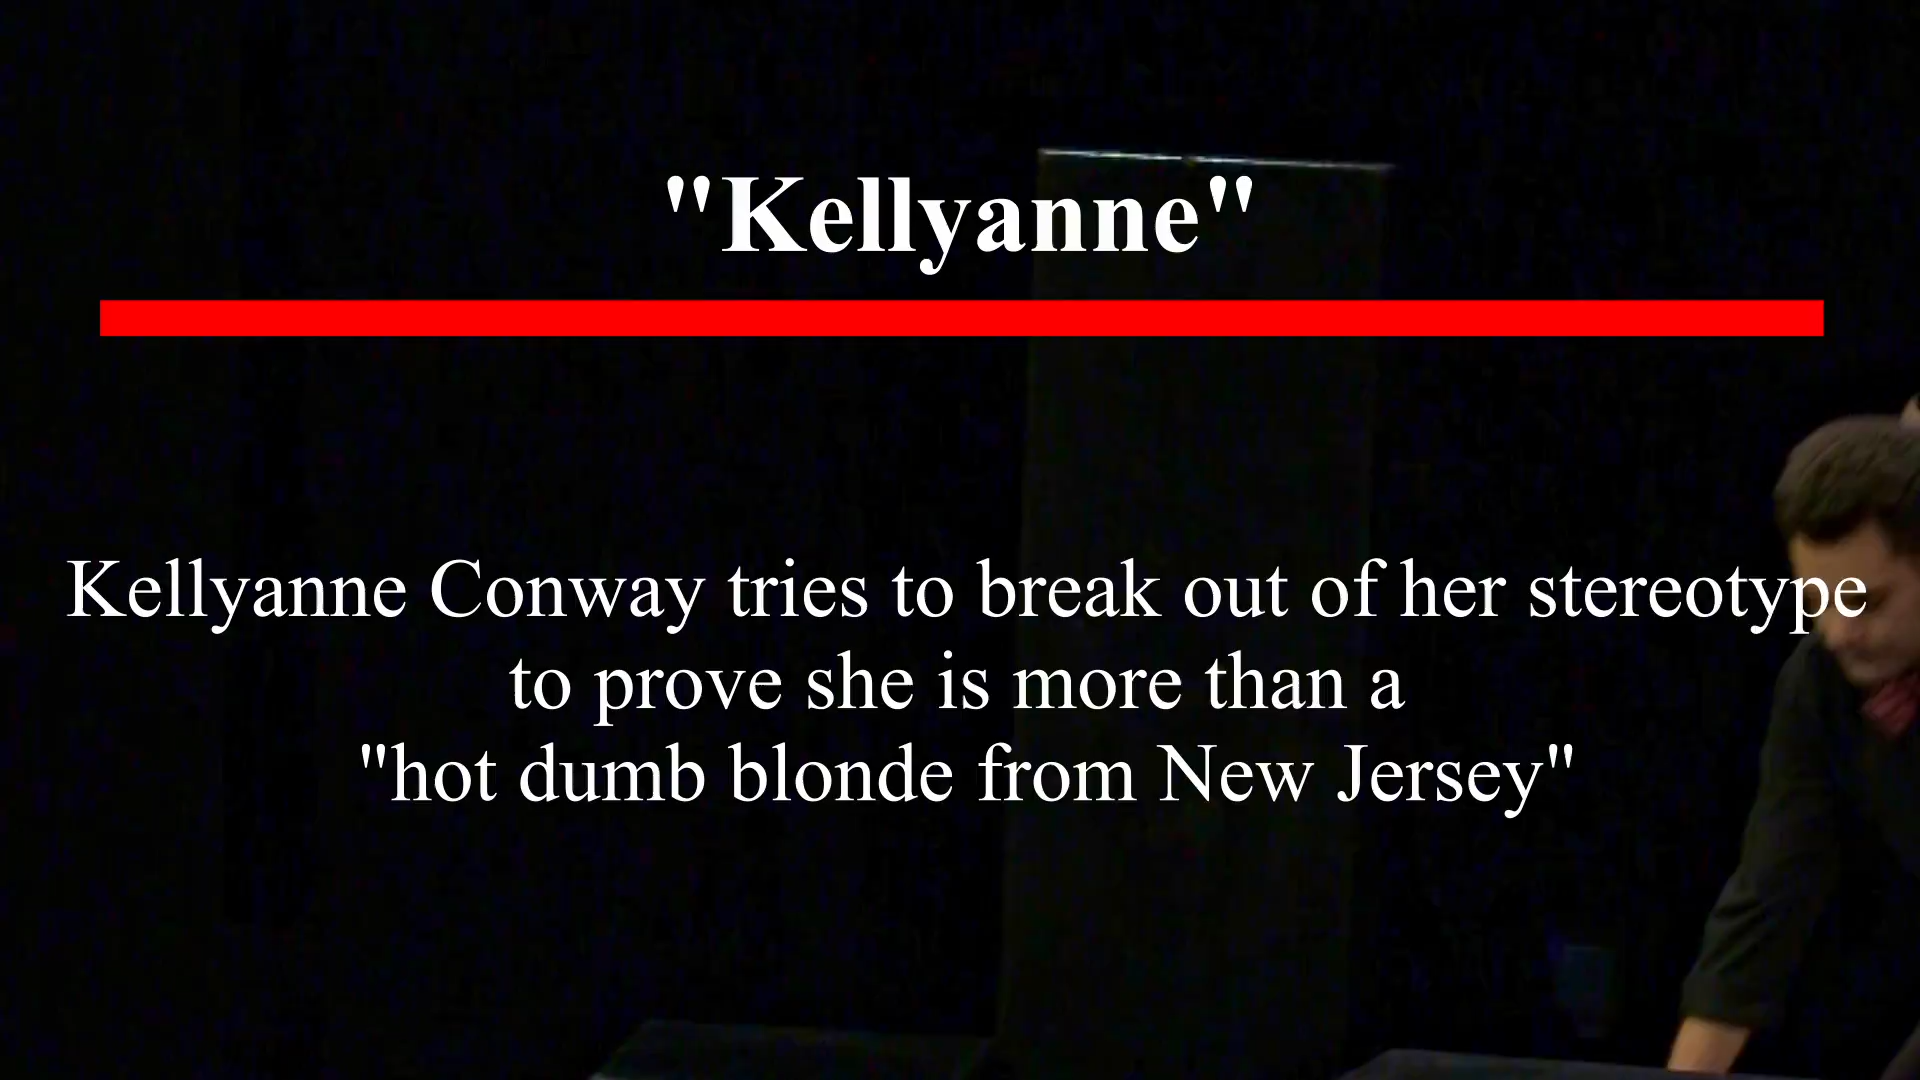 "Kellyanne"
Kellyanne Conway tries to break out of her stereotype
to prove she is more than a
"hot dumb blonde from New Jersey"